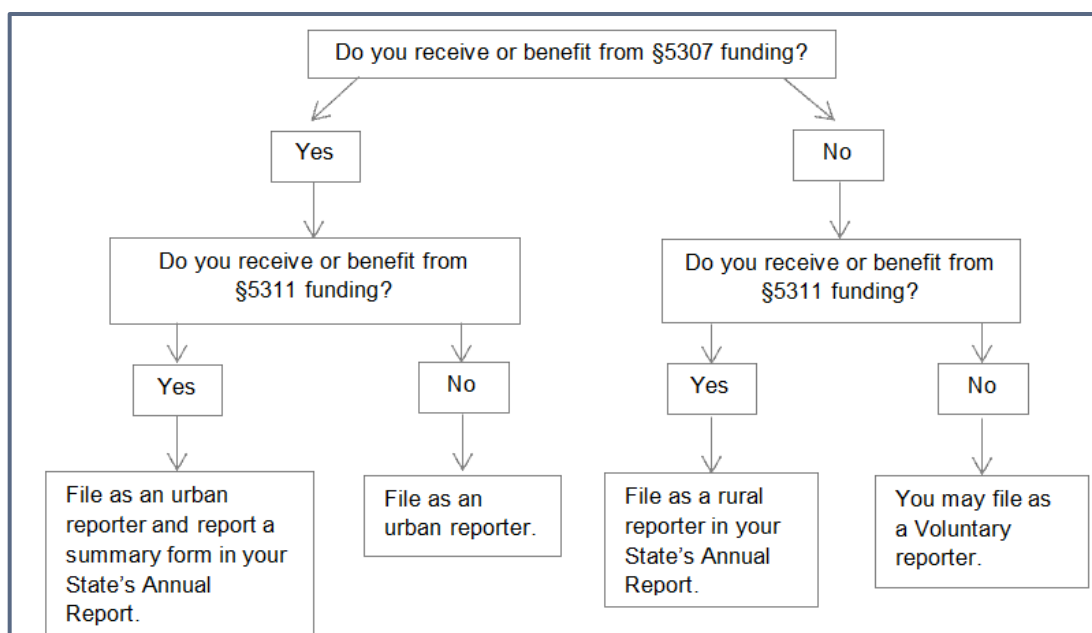 Do you receive or benefit from §5307 funding?
Yes
No
Do you receive or benefit from
§5311 funding?
Do you receive or benefit from
§5311 funding?
Yes
No
Yes
No
File as an urban
reporter and report a
summary form in your
State’s Annual
Report.
File as an
urban reporter.
File as a rural
reporter in your
State’s Annual
Report.
You may file as
a Voluntary
reporter.